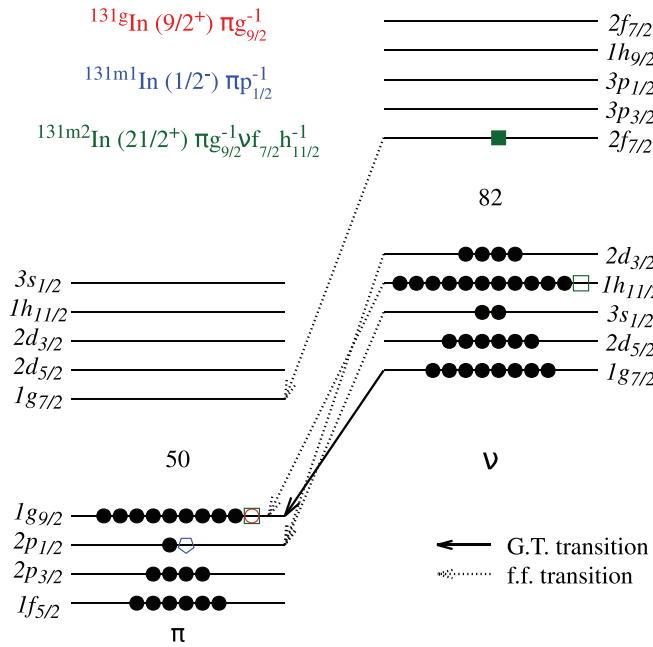 ¹³¹ᵍIn (9/2⁺) πg₉/₂⁻¹
¹³¹ᵐ¹In (1/2⁻) πp₁/₂⁻¹
¹³¹ᵐ²In (21/2⁺) πg₉/₂⁻¹νf₇/₂h₁₁/₂⁻¹
2f₇/₂
1h₉/₂
3p₁/₂
3p₃/₂
2f₇/₂
82
2d₃/₂
1h₁₁/₂
3s₁/₂
2d₅/₂
1g₇/₂
ν
3s₁/₂
1h₁₁/₂
2d₃/₂
2d₅/₂
1g₇/₂
50
1g₉/₂
2p₁/₂
2p₃/₂
1f₅/₂
π
G.T. transition
f.f. transition